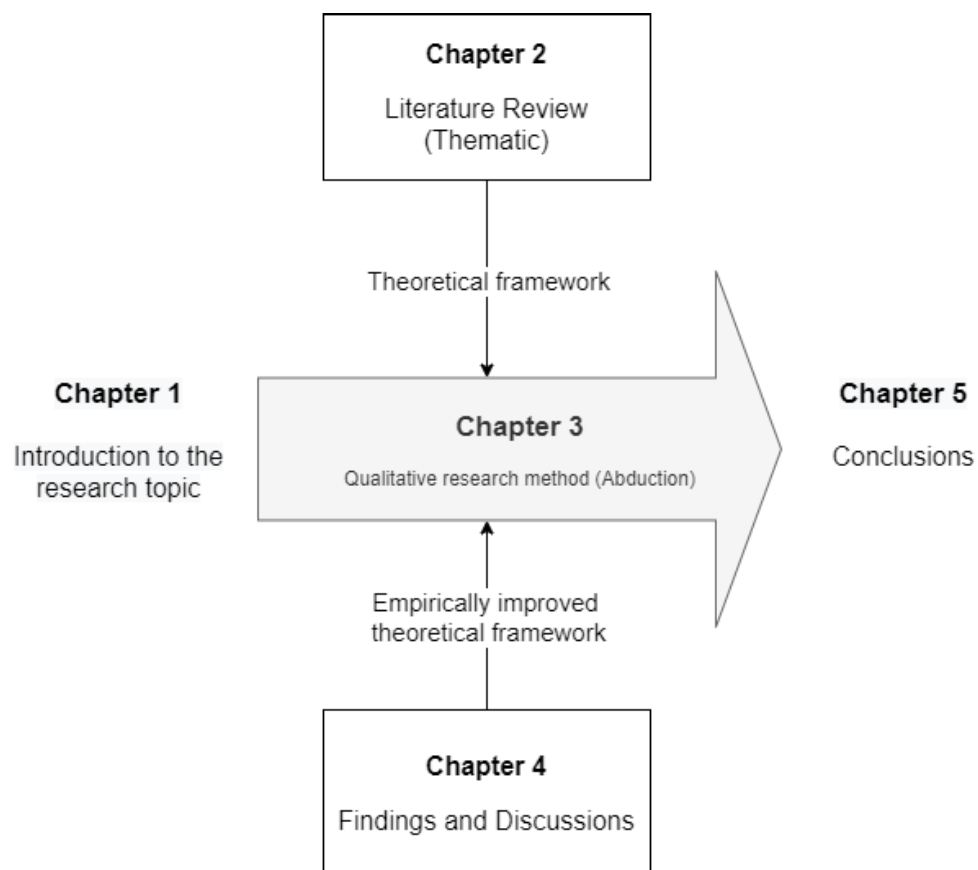 Chapter 2
Literature Review
(Thematic)
Theoretical framework
Chapter 1
Introduction to the
research topic
Chapter 3
Qualitative research method (Abduction)
Chapter 5
Conclusions
Empirically improved
theoretical framework
Chapter 4
Findings and Discussions